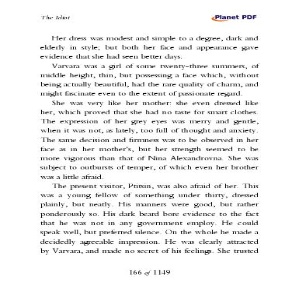 The Idiot
Planet PDF
Her dress was modest and simple to a degree, dark and
elderly in style; but both her face and appearance gave
evidence that she had seen better days.
Varvara was a girl of some twenty-three summers, of
middle height, thin, but possessing a face which, without
being actually beautiful, had the rare quality of charm, and
might fascinate even to the extent of passionate regard.
She was very like her mother: she even dressed like
her, which proved that she had no taste for smart clothes.
The expression of her grey eyes was merry and gentle,
when it was not, as lately, too full of thought and anxiety.
The same decision and firmness was to be observed in her
face as in her mother's, but her strength seemed to be
more vigorous than that of Nina Alexandrovna. She was
subject to outbursts of temper, of which even her brother
was a little afraid.
The present visitor, Ptitsin, was also afraid of her. This
was a young fellow of something under thirty, dressed
plainly, but neatly. His manners were good, but rather
ponderously so. His dark beard bore evidence to the fact
that he was not in any government employ. He could
speak well, but preferred silence. On the whole he made a
decidedly agreeable impression. He was clearly attracted
by Varvara, and made no secret of his feelings. She trusted
166 of 1149